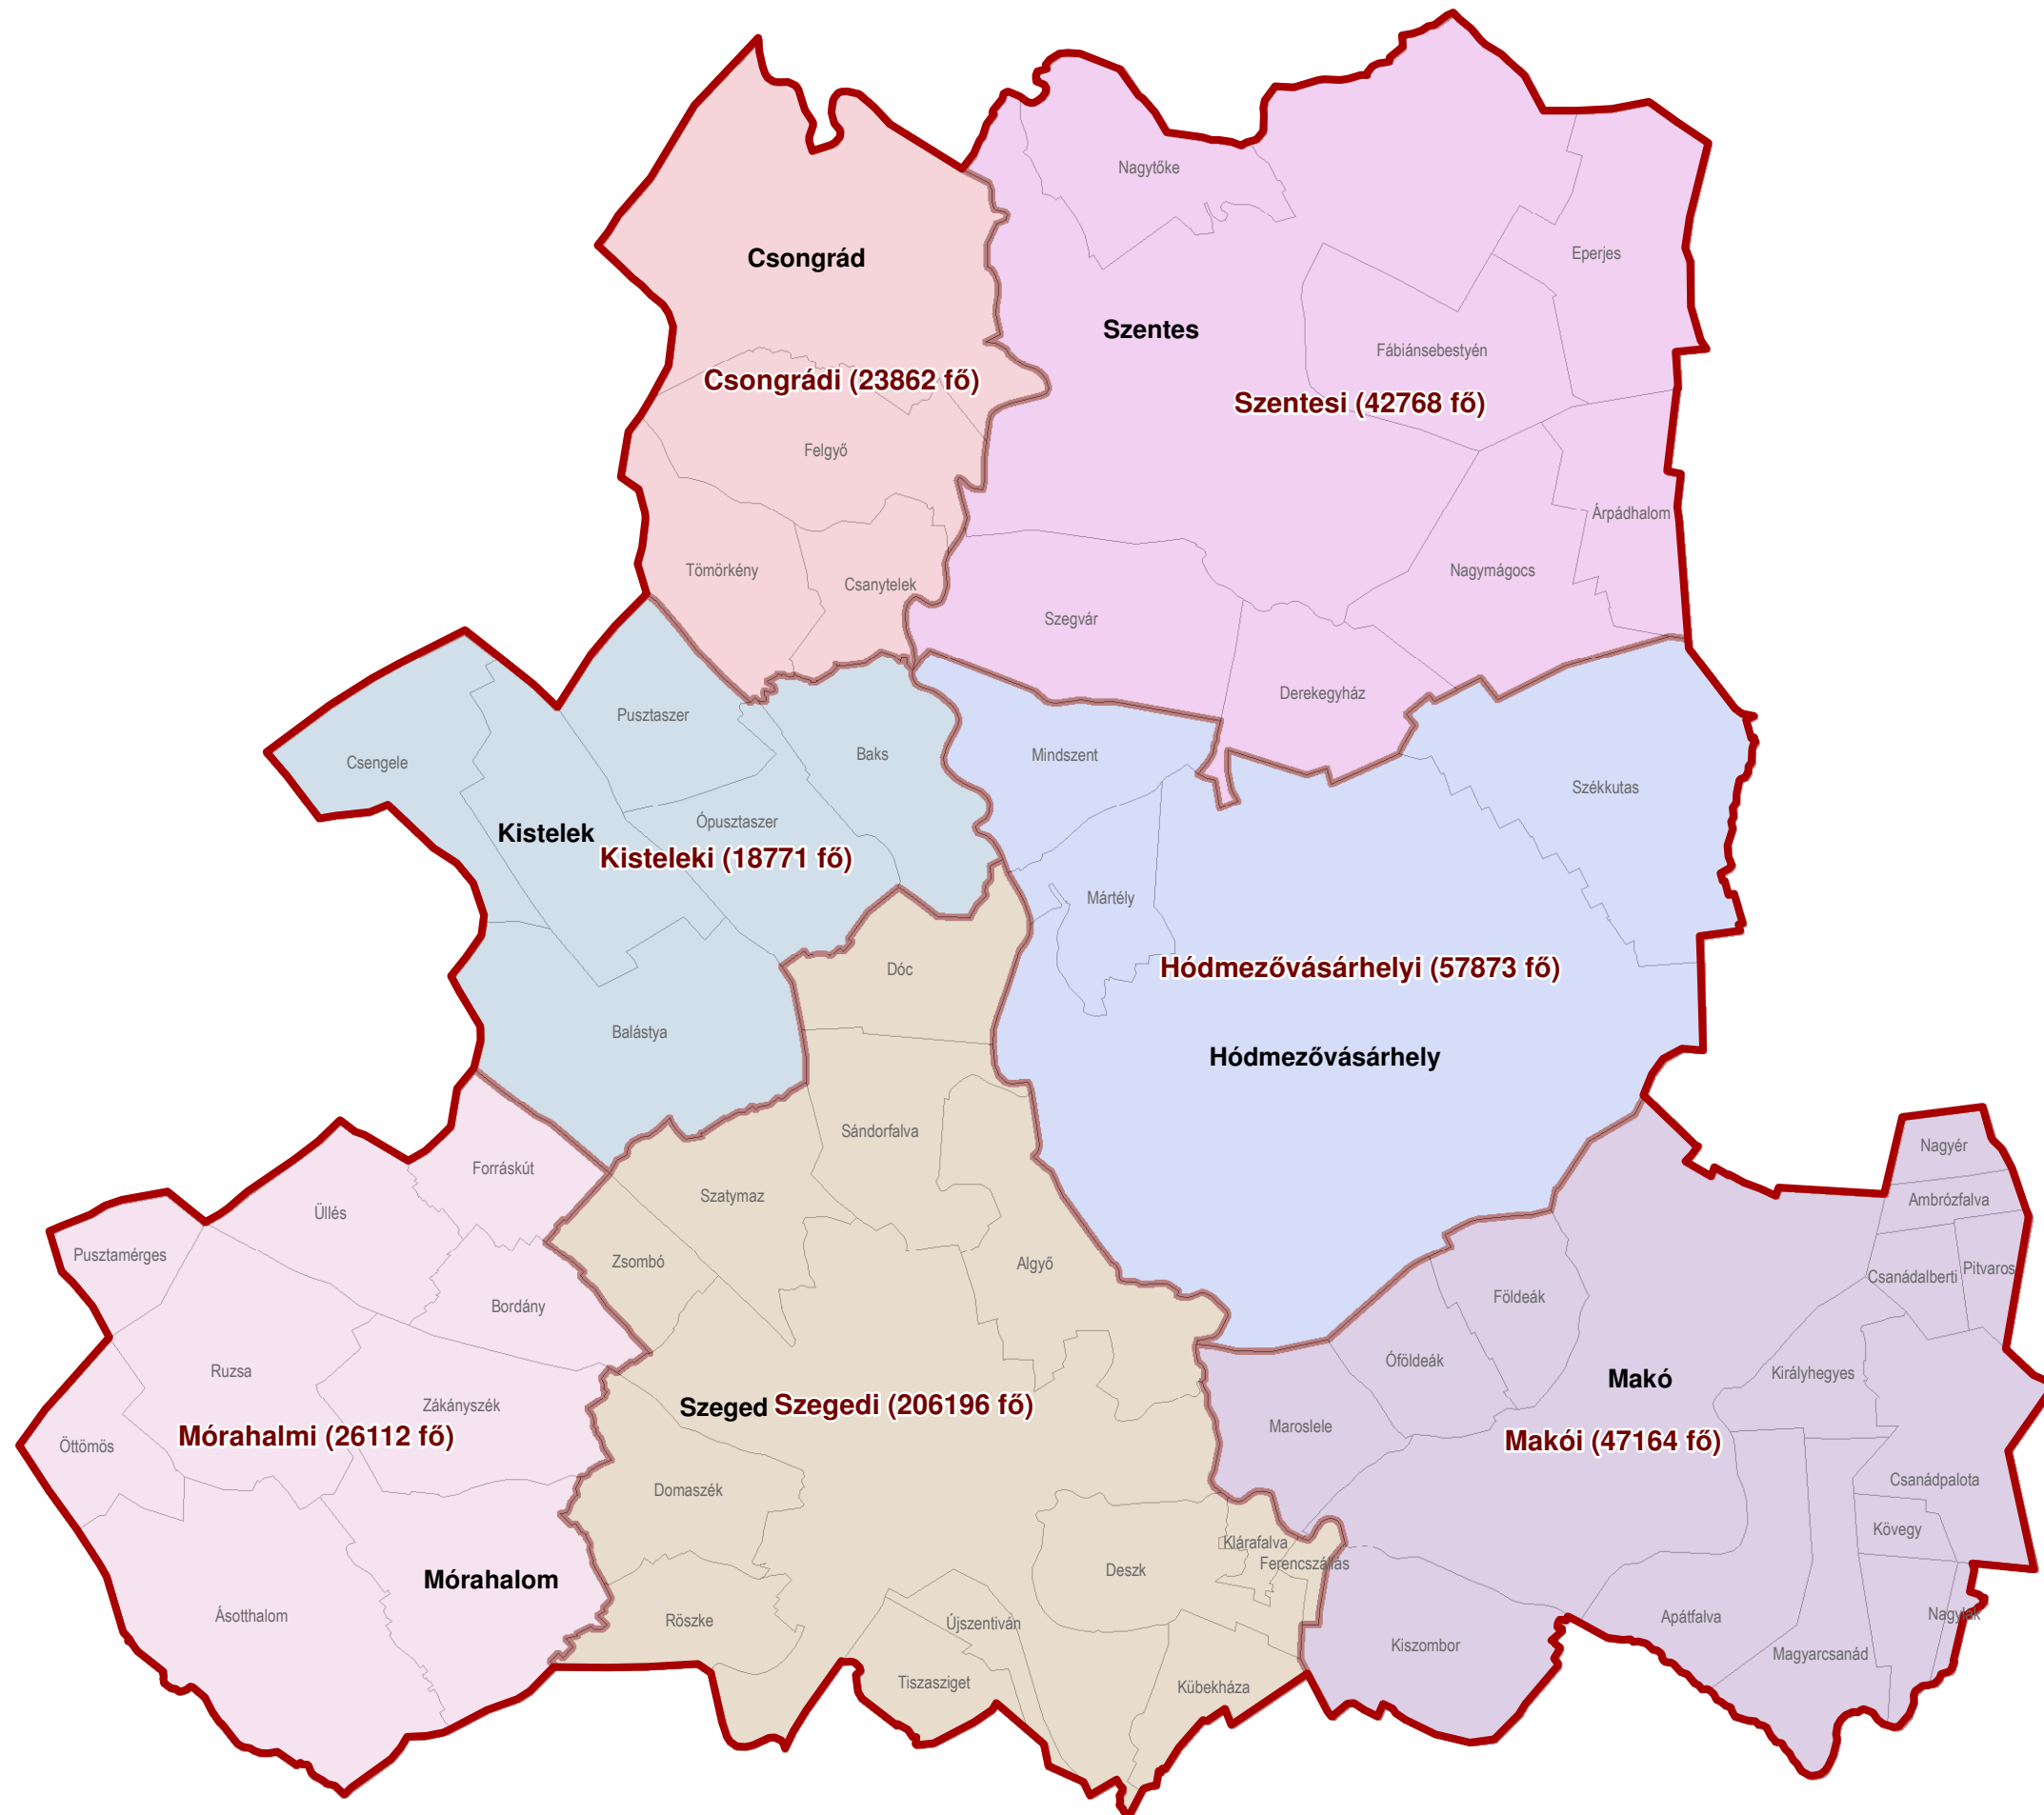 Nagytőke
Csongrád
Eperjes
Szentes
Fábiánsebestyén
Csongrádi (23862 fő)
Szentesi (42768 fő)
Felgyő
Árpádhalom
Tömörkény
Csanytelek
Nagymágocs
Szegvár
Derekegyház
Pusztaszer
Csengele
Baks
Mindszent
Székkutas
Ópusztaszer
Kistelek
Kisteleki (18771 fő)
Mártély
Dóc
Hódmezővásárhelyi (57873 fő)
Balástya
Hódmezővásárhely
Sándorfalva
Nagyér
Forráskút
Szatymaz
Ambrózfalva
Üllés
Pusztamérges
Zsombó
Algyő
Csanádalberti
Pitvaros
Bordány
Földeák
Ruzsa
Óföldeák
Királyhegyes
Makó
Zákányszék
Szeged
Szegedi (206196 fő)
Maroslele
Mórahalmi (26112 fő)
Makói (47164 fő)
Öttömös
Csanádpalota
Domaszék
Kövegy
Klárafalva
Ferencszállás
Deszk
Mórahalom
Ásotthalom
Röszke
Újszentiván
Apátfalva
Nagylak
Kiszombor
Magyarcsanád
Tiszasziget
Kübekháza